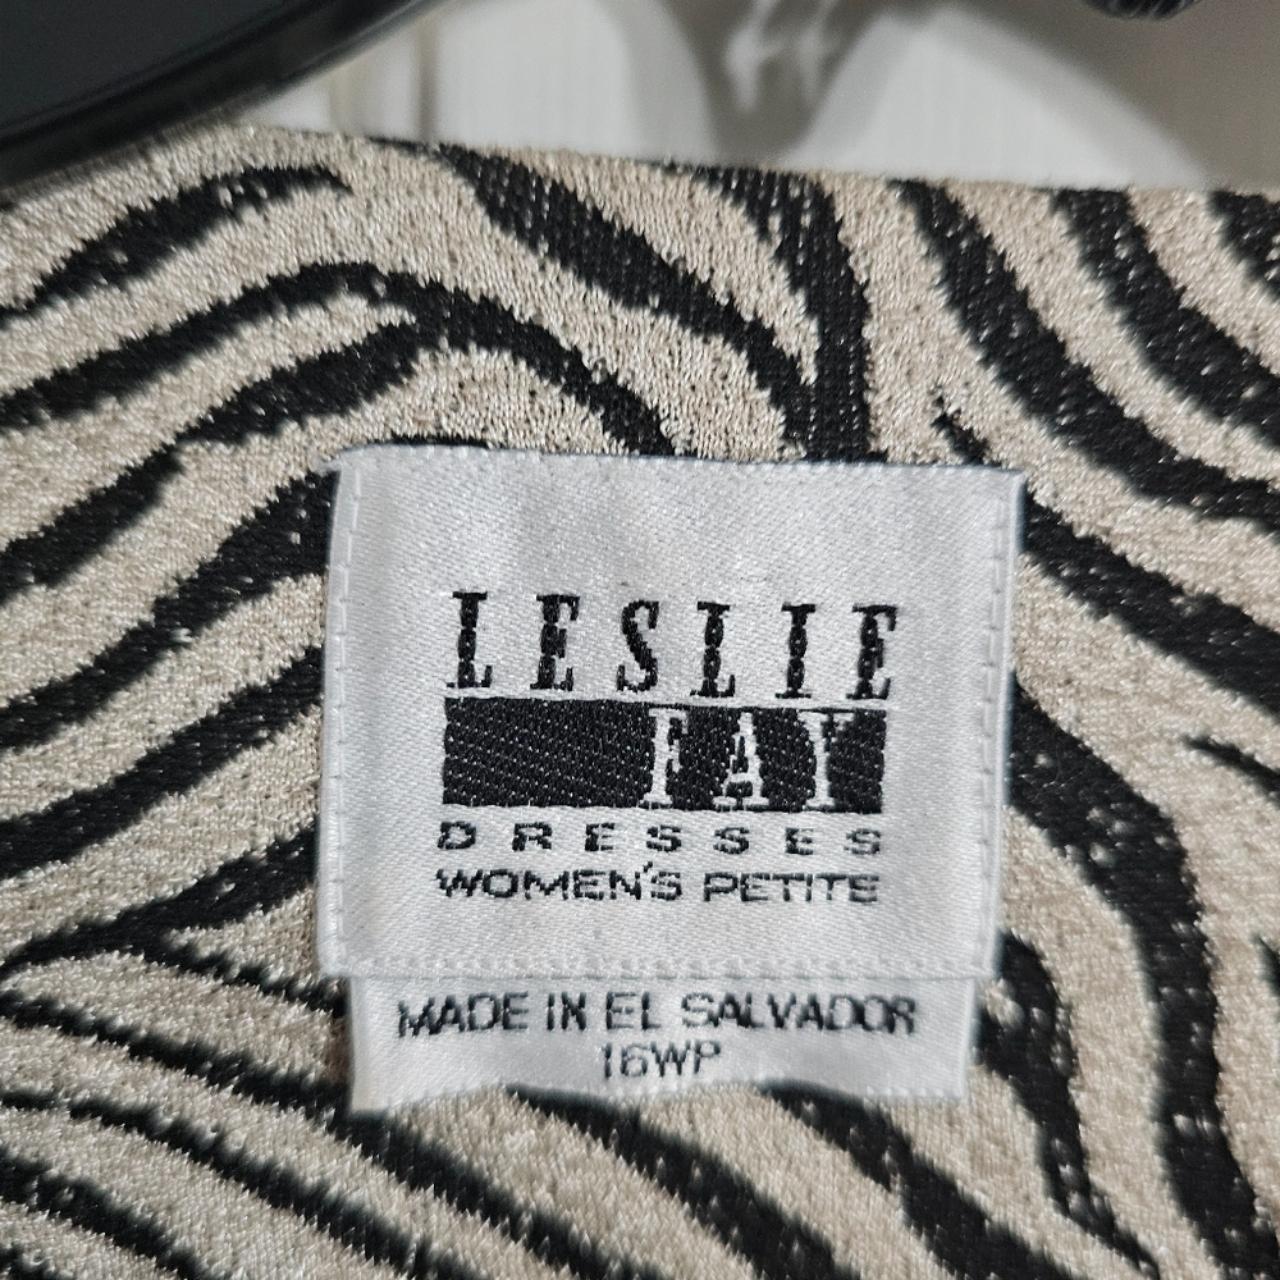 LESLIE
FAY
DRESSES
WOMEN'S PETITE
MADE IN EL SALVADOR
16WP